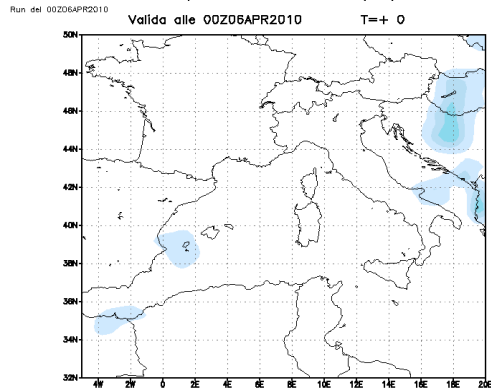 Run del 00Z06APR2010
Valida alle 00Z06APR2010 T=+ 0
50N
48N
46N
44N
42N
40N
38N
36N
34N
32N
4W 2W 0 2E 4E 6E 8E 10E 12E 14E 16E 18E 20E